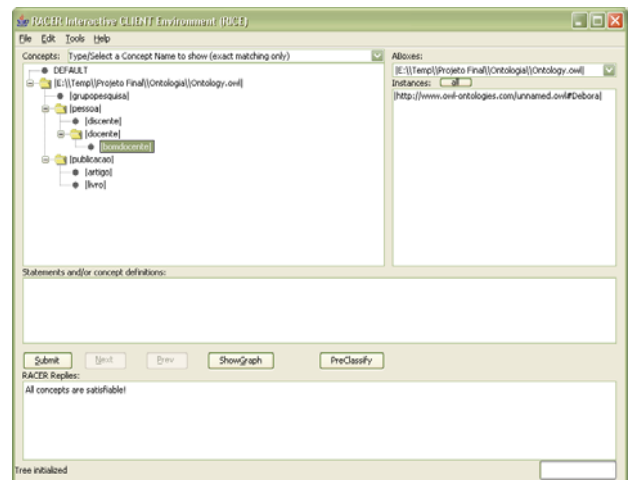 RACER Interactive CLIENT Environment (RICE)
File Edit Tools Help
Concepts: Type/Select a Concept Name to show (exact matching only)
DEFAULT
|E:\\Temp\\Projeto Final\\Ontologia\\Ontology.owl|
|grupopesquisa|
|pessoa|
|discente|
|docente|
|bomdocente|
|publicacao|
|artigo|
|livro|
ABoxes:
|E:\\Temp\\Projeto Final\\Ontologia\\Ontology.owl|
Instances: all
|http://www.owl-ontologies.com/unnamed.owl#Debora|
Statements and/or concept definitions:
Submit Next Prev ShowGraph PreClassify
RACER Replies:
All concepts are satisfiable!
Tree initialized